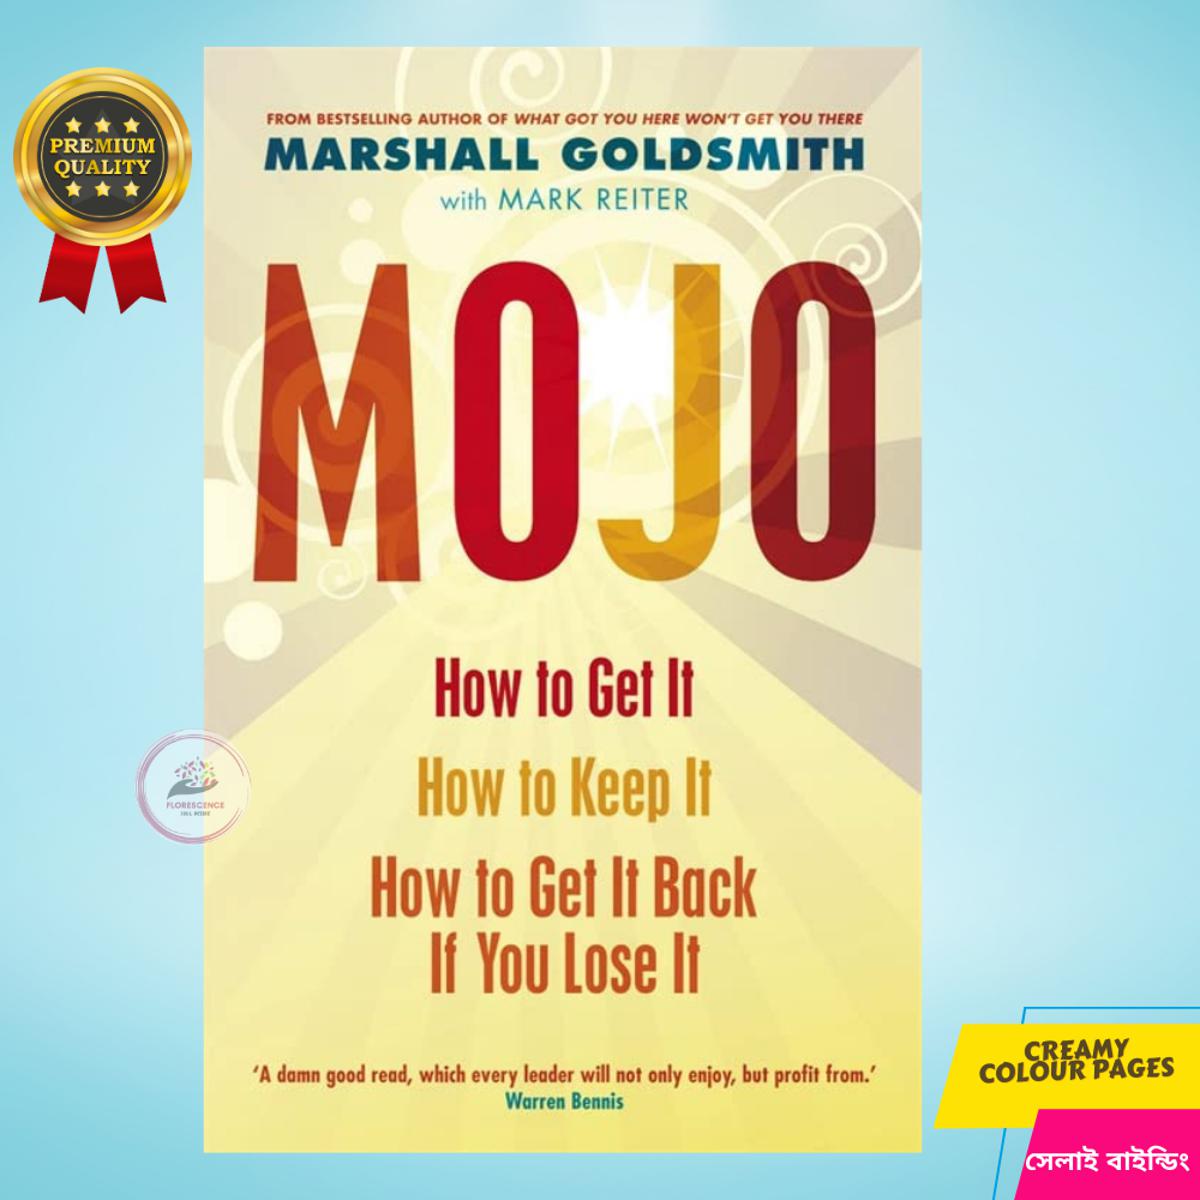 PREMIUM
QUALITY
FROM BESTSELLING AUTHOR OF WHAT GOT YOU HERE WON'T GET YOU THERE
MARSHALL GOLDSMITH
with MARK REITER
MOJO
How to Get It
How to Keep It
How to Get It Back
If You Lose It
FLORESCENCE
'A damn good read, which every leader will not only enjoy, but profit from.'
Warren Bennis
CREAMY
COLOUR PAGES
সেলাই বাইন্ডিং